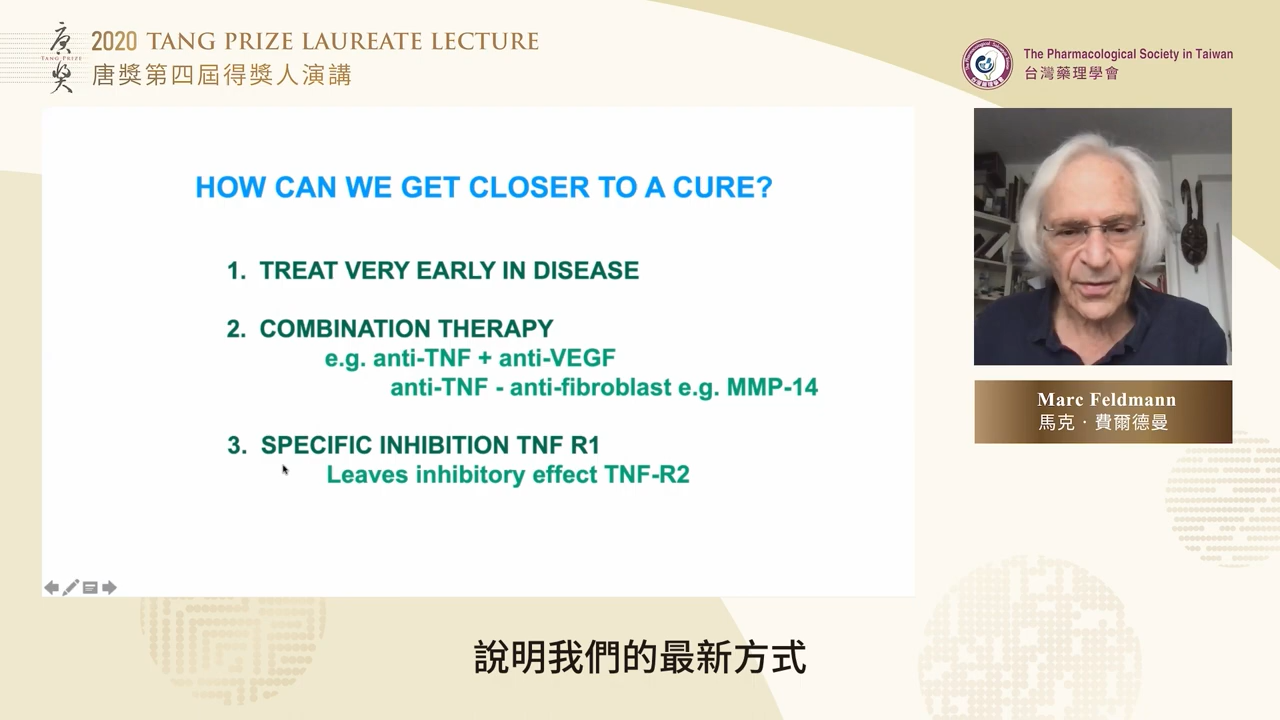 2020 TANG PRIZE LAUREATE LECTURE
唐獎第四屆得獎人演講
唐獎
TANG PRIZE
The Pharmacological Society in Taiwan
台灣藥理學會
HOW CAN WE GET CLOSER TO A CURE?
1. TREAT VERY EARLY IN DISEASE
2. COMBINATION THERAPY
e.g. anti-TNF + anti-VEGF
anti-TNF - anti-fibroblast e.g. MMP-14
3. SPECIFIC INHIBITION TNF R1
Leaves inhibitory effect TNF-R2
Marc Feldmann
馬克·費爾德曼
說明我們的最新方式